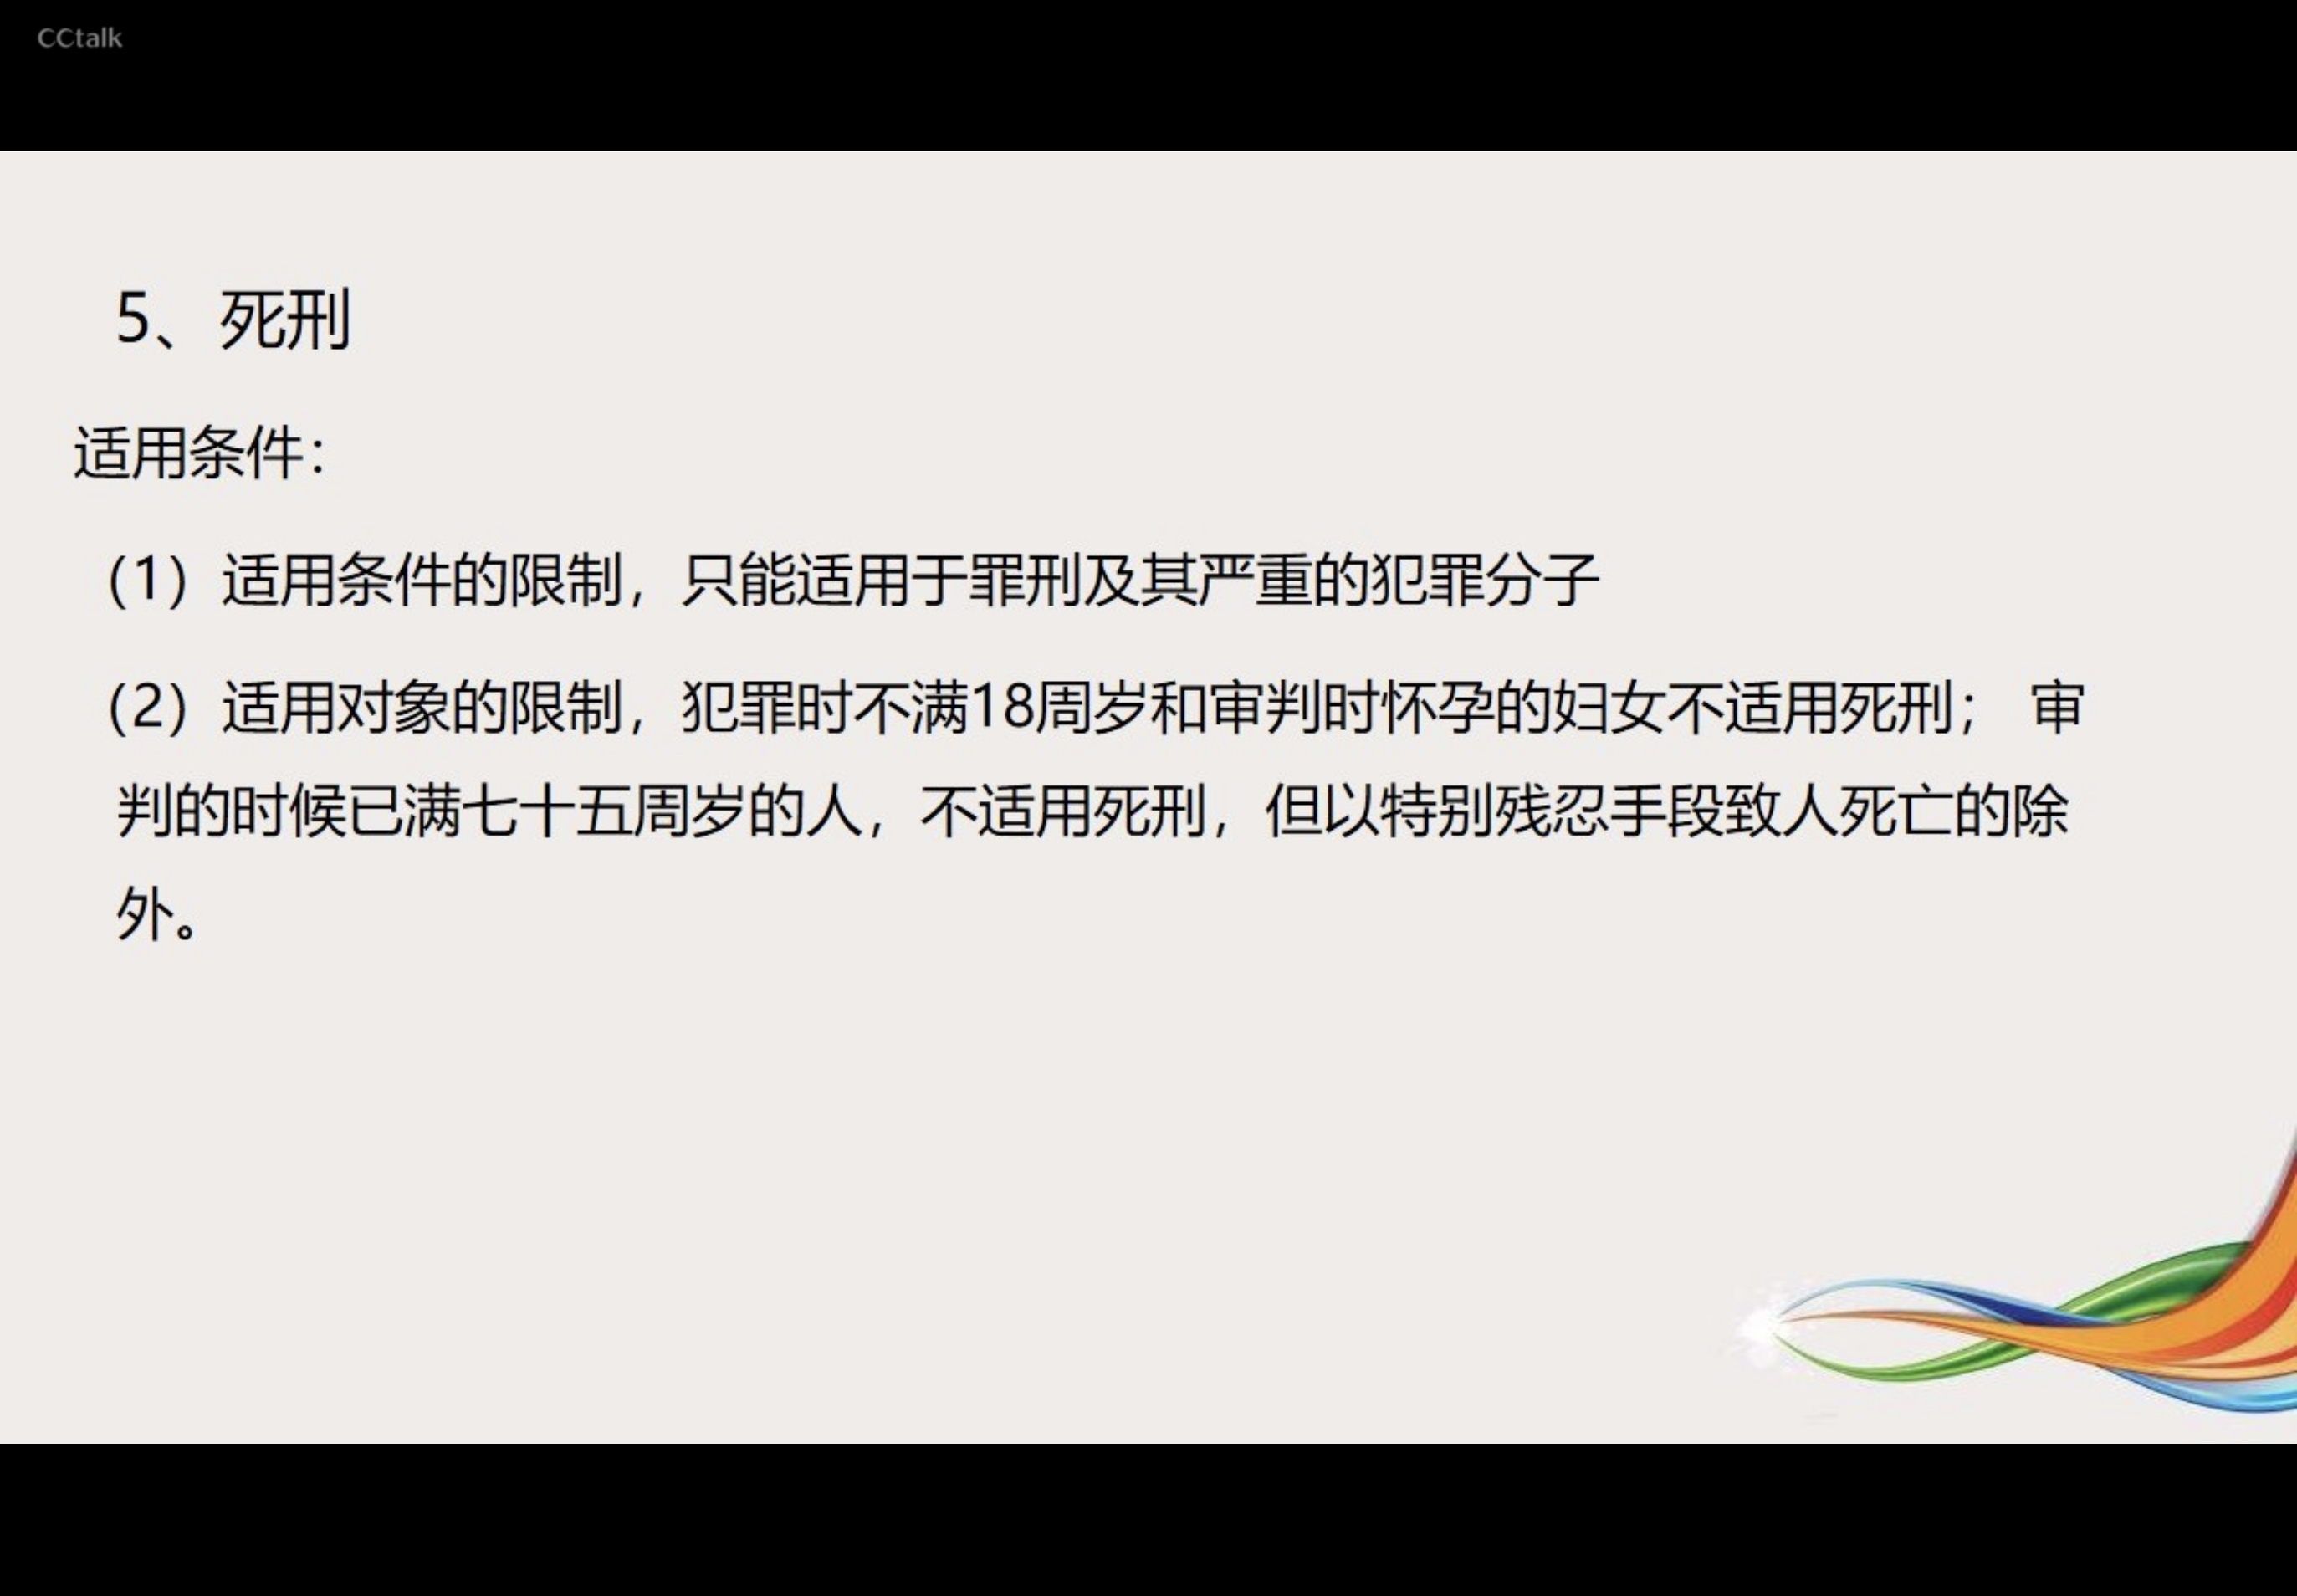 CCtalk
5、死刑
适用条件：
（1）适用条件的限制，只能适用于罪刑及其严重的犯罪分子
（2）适用对象的限制，犯罪时不满18周岁和审判时怀孕的妇女不适用死刑； 审
判的时候已满七十五周岁的人，不适用死刑，但以特别残忍手段致人死亡的除
外。